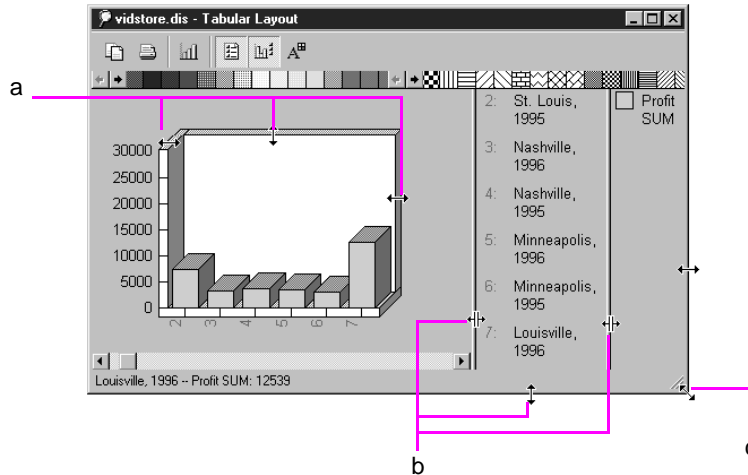 vidstore.dis - Tabular Layout
A
a
30000
25000
20000
15000
10000
5000
0
2
3
4
5
6
7
2: St. Louis,
1995
3: Nashville,
1996
4: Nashville,
1995
5: Minneapolis,
1996
6: Minneapolis,
1995
7: Louisville,
1996
Profit
SUM
Louisville, 1996 -- Profit SUM: 12539
b